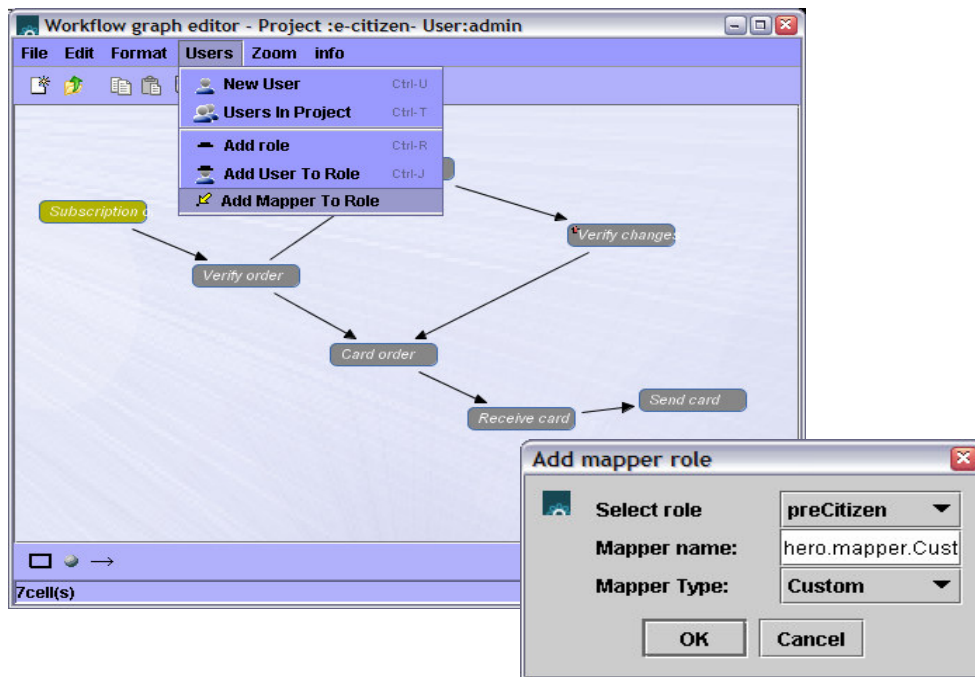 Workflow graph editor - Project :e-citizen- User:admin
File Edit Format Users Zoom info
New User Ctrl-U
Users In Project Ctrl-T
Add role Ctrl-R
Add User To Role Ctrl-J
Add Mapper To Role
Subscription
Verify changes
Verify order
Card order
Send card
Receive card
7cell(s)
Add mapper role
Select role preCitizen
Mapper name: hero.mapper.Cust
Mapper Type: Custom
OK Cancel